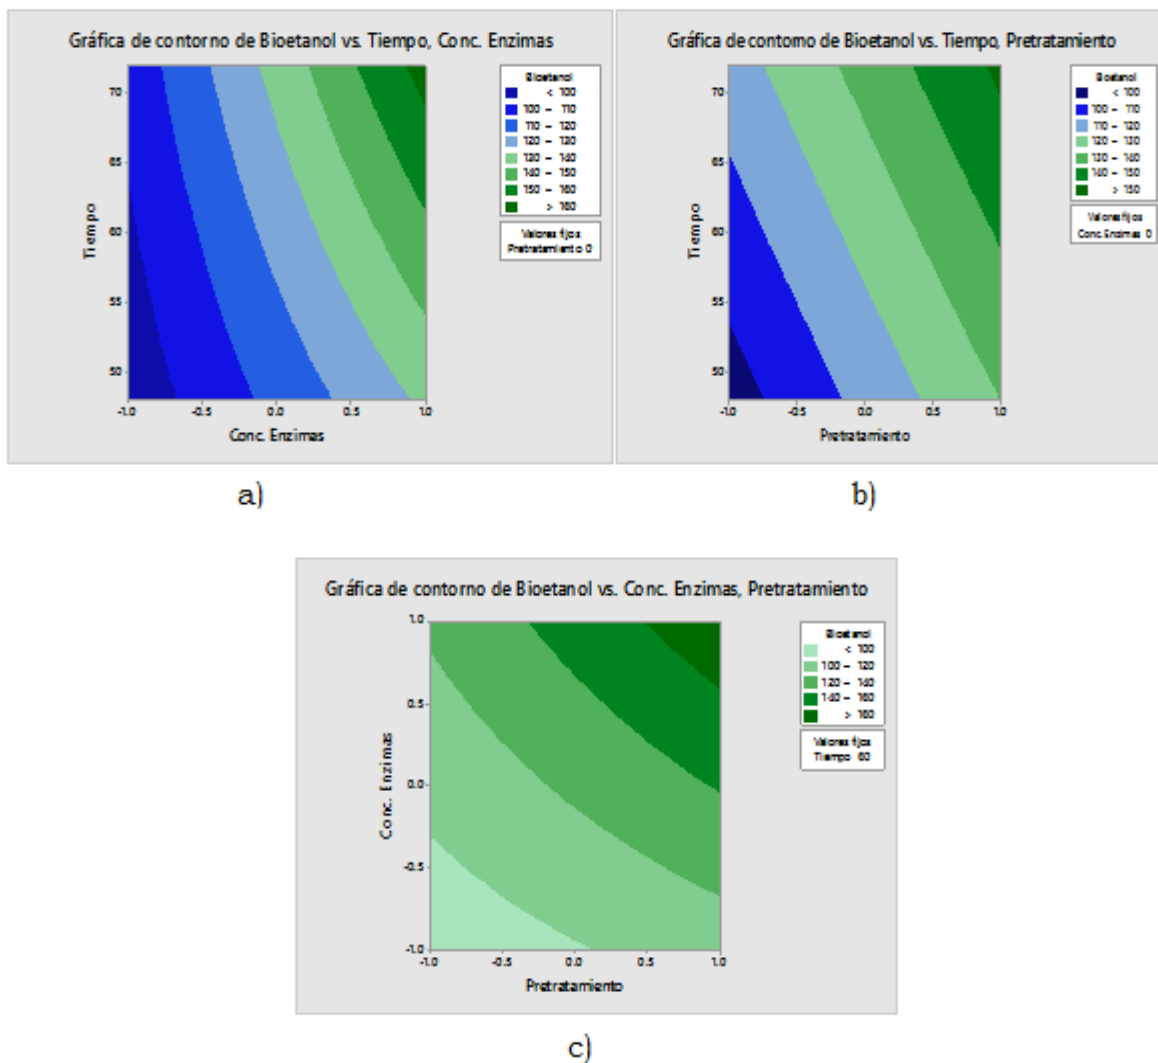 Gráfica de contorno de Bioetanol vs. Tiempo, Conc. Enzimas
Tiempo
70
65
60
55
50
-1.0 -0.5 0.0 0.5 1.0
Conc. Enzimas
Bioetanol
< 100
100 – 110
110 – 120
120 – 130
130 – 140
140 – 150
150 – 160
> 160
Valores fijos
Pretratamiento 0
a)
Gráfica de contorno de Bioetanol vs. Tiempo, Pretratamiento
Tiempo
70
65
60
55
50
-1.0 -0.5 0.0 0.5 1.0
Pretratamiento
Bioetanol
< 100
100 – 110
110 – 120
120 – 130
130 – 140
140 – 150
> 150
Valores fijos
Conc. Enzimas 0
b)
Gráfica de contorno de Bioetanol vs. Conc. Enzimas, Pretratamiento
Conc. Enzimas
1.0
0.5
0.0
-0.5
-1.0
-1.0 -0.5 0.0 0.5 1.0
Pretratamiento
Bioetanol
< 100
100 – 120
120 – 140
140 – 160
> 160
Valores fijos
Tiempo 60
c)